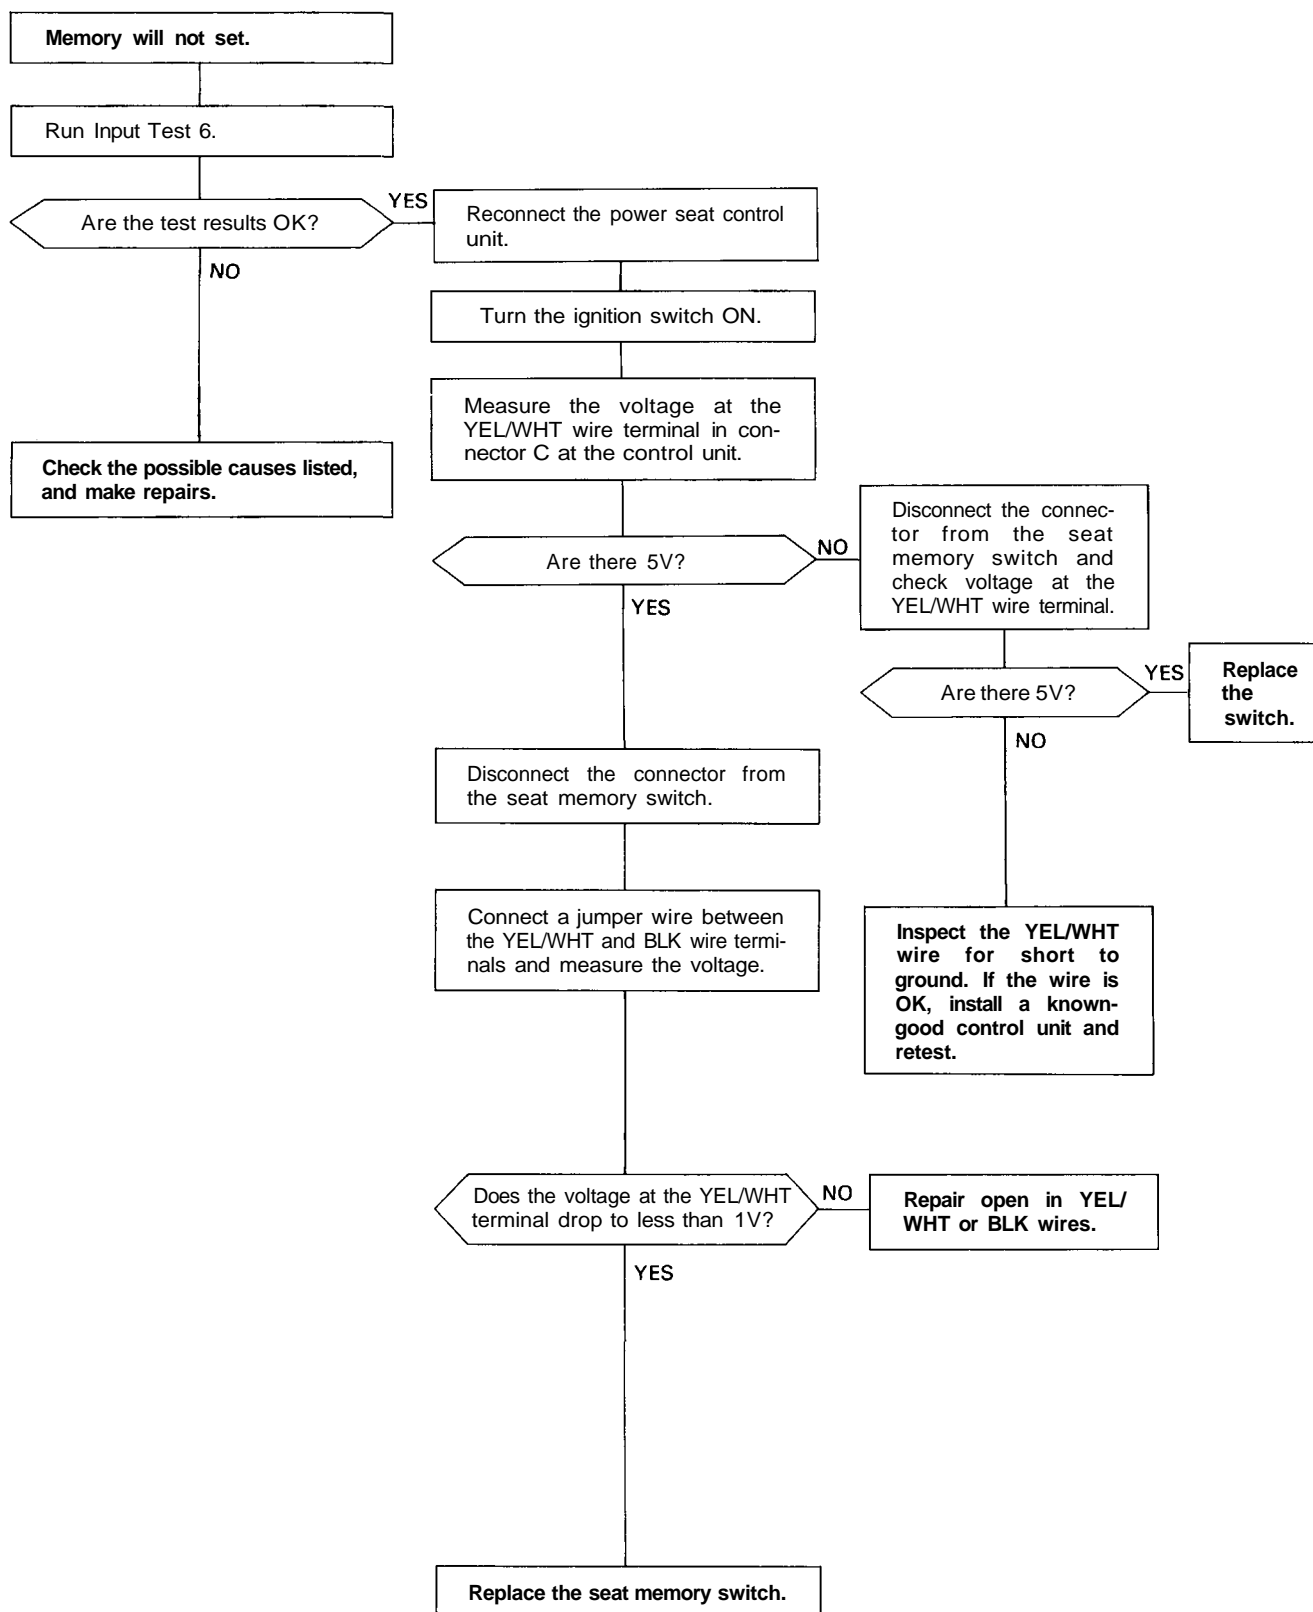 Memory will not set.
Run Input Test 6.
Are the test results OK?
YES
NO
Reconnect the power seat control
unit.
Turn the ignition switch ON.
Measure the voltage at the
YEL/WHT wire terminal in con-
nector C at the control unit.
Check the possible causes listed,
and make repairs.
Are there 5V?
NO
YES
Disconnect the connec-
tor from the seat
memory switch and
check voltage at the
YEL/WHT wire terminal.
Are there 5V?
YES
NO
Replace
the
switch.
Disconnect the connector from
the seat memory switch.
Connect a jumper wire between
the YEL/WHT and BLK wire termi-
nals and measure the voltage.
Inspect the YEL/WHT
wire for short to
ground. If the wire is
OK, install a known-
good control unit and
retest.
Does the voltage at the YEL/WHT
terminal drop to less than 1V?
NO
YES
Repair open in YEL/
WHT or BLK wires.
Replace the seat memory switch.